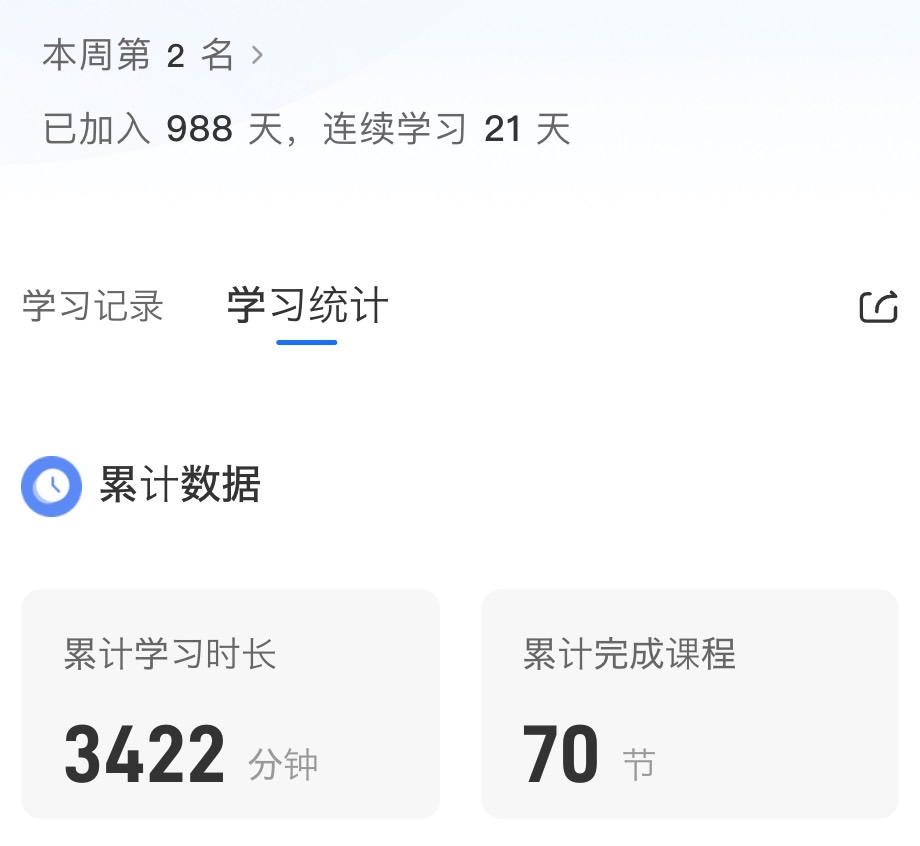 本周第 2 名 >
已加入 988 天，连续学习 21 天
学习记录 学习统计
累计数据
累计学习时长 累计完成课程
3422 分钟 70 节